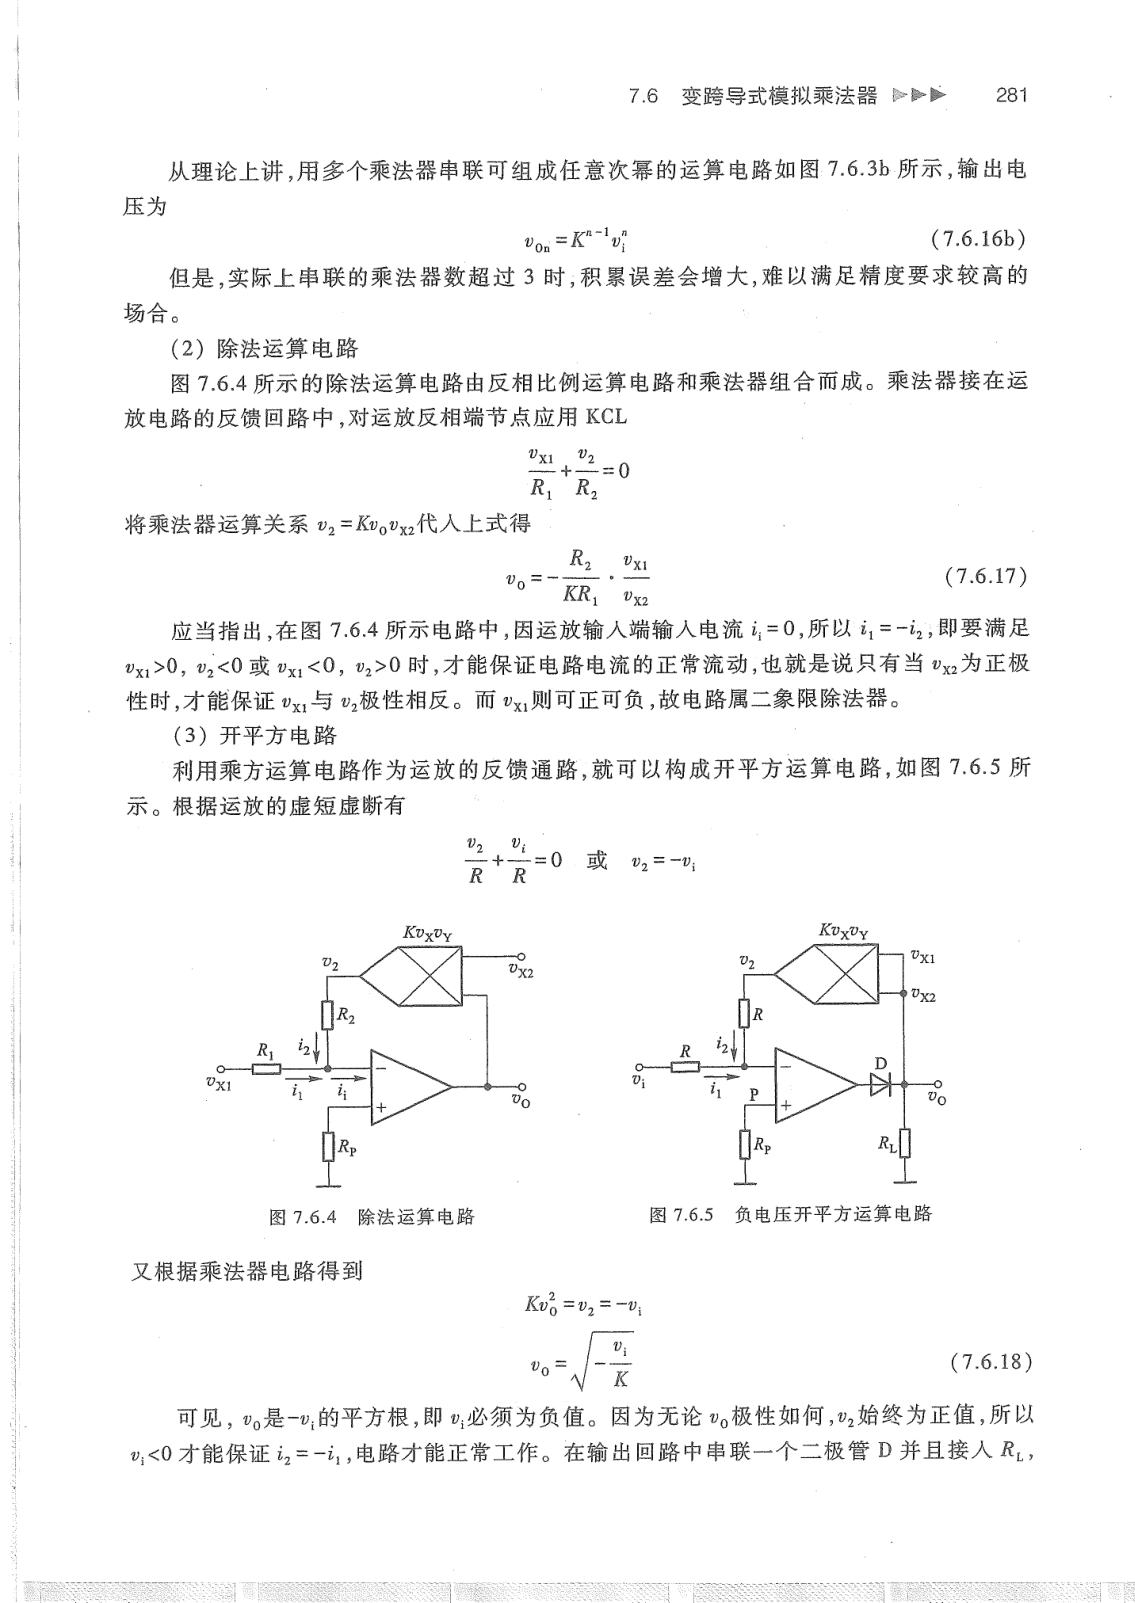 7.6 变跨导式模拟乘法器 ▷▶▶ 281
从理论上讲,用多个乘法器串联可组成任意次幂的运算电路如图 7.6.3b 所示,输出电
压为
v_On = K^{n-1} v_i^n (7.6.16b)
但是,实际上串联的乘法器数超过 3 时,积累误差会增大,难以满足精度要求较高的
场合。
(2) 除法运算电路
图 7.6.4 所示的除法运算电路由反相比例运算电路和乘法器组合而成。乘法器接在运
放电路的反馈回路中,对运放反相端节点应用 KCL
v_X1/R_1 + v_2/R_2 = 0
将乘法器运算关系 v_2 = Kv_O v_X2 代入上式得
v_O = -R_2/(KR_1) · v_X1/v_X2 (7.6.17)
应当指出,在图 7.6.4 所示电路中,因运放输入端输入电流 i_i = 0,所以 i_1 = -i_2,即要满足
v_X1>0, v_2<0 或 v_X1<0, v_2>0 时,才能保证电路电流的正常流动,也就是说只有当 v_X2 为正极
性时,才能保证 v_X1 与 v_2 极性相反。而 v_X1 则可正可负,故电路属二象限除法器。
(3) 开平方电路
利用乘方运算电路作为运放的反馈通路,就可以构成开平方运算电路,如图 7.6.5 所
示。根据运放的虚短虚断有
v_2/R + v_i/R = 0 或 v_2 = -v_i
Kv_Xv_Y
v_2
v_X2
R_2
R_1
i_2
v_X1
i_1
i_i
-
+
v_O
R_P
图 7.6.4 除法运算电路
Kv_Xv_Y
v_2
v_X1
v_X2
R
R
i_2
v_i
i_1
P
-
+
D
v_O
R_P
R_L
图 7.6.5 负电压开平方运算电路
又根据乘法器电路得到
Kv_O^2 = v_2 = -v_i
v_O = √(-v_i/K) (7.6.18)
可见, v_O 是-v_i 的平方根,即 v_i 必须为负值。因为无论 v_O 极性如何,v_2 始终为正值,所以
v_i<0 才能保证 i_2 = -i_1,电路才能正常工作。在输出回路中串联一个二极管 D 并且接入 R_L,